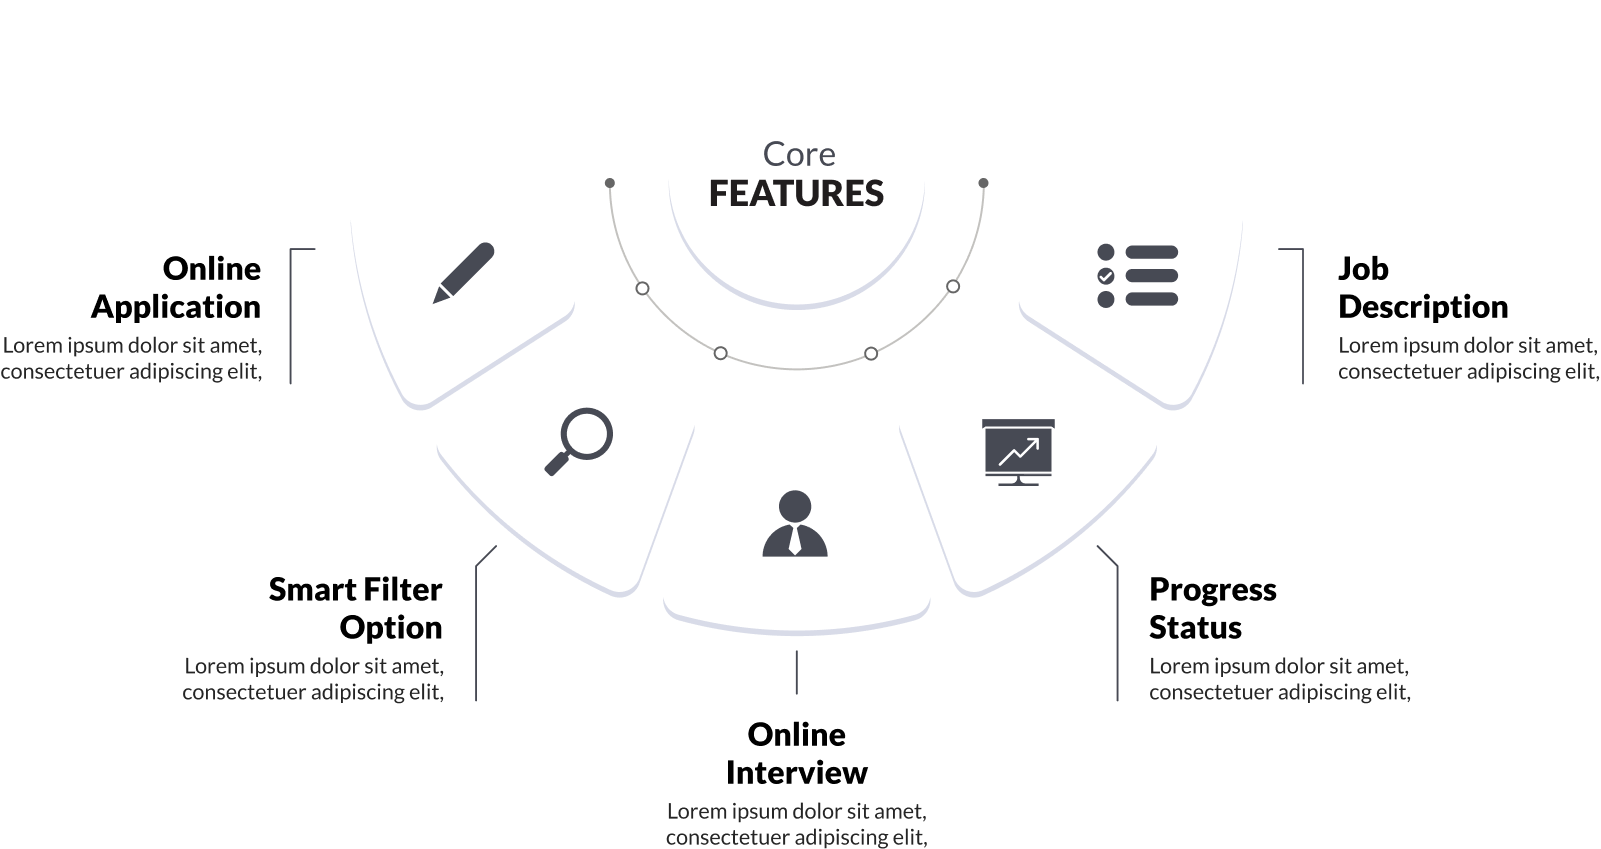 Core
FEATURES
Online
Application
Lorem ipsum dolor sit amet,
consectetuer adipiscing elit,
Job
Description
Lorem ipsum dolor sit amet,
consectetuer adipiscing elit,
Smart Filter
Option
Lorem ipsum dolor sit amet,
consectetuer adipiscing elit,
Progress
Status
Lorem ipsum dolor sit amet,
consectetuer adipiscing elit,
Online
Interview
Lorem ipsum dolor sit amet,
consectetuer adipiscing elit,